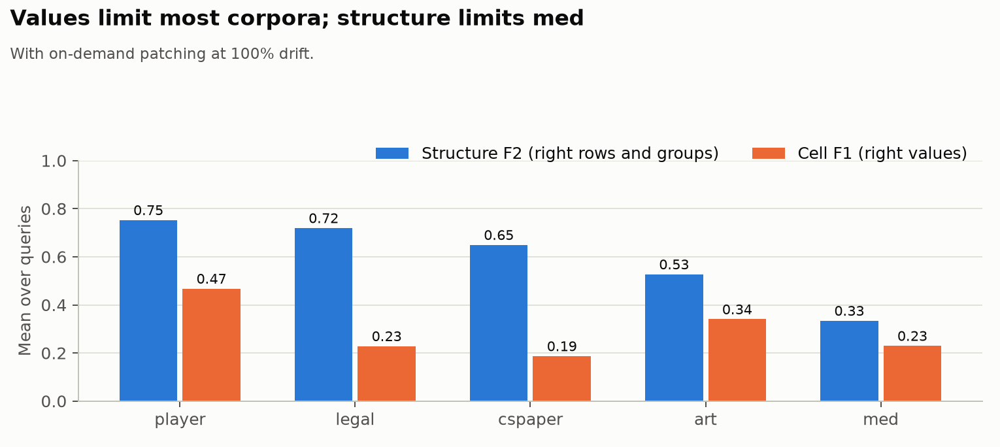 Values limit most corpora; structure limits med
With on-demand patching at 100% drift.
Structure F2 (right rows and groups)
Cell F1 (right values)
Mean over queries
1.0
0.8
0.6
0.4
0.2
0.0
0.75
0.47
0.72
0.23
0.65
0.19
0.53
0.34
0.33
0.23
player
legal
cspaper
art
med